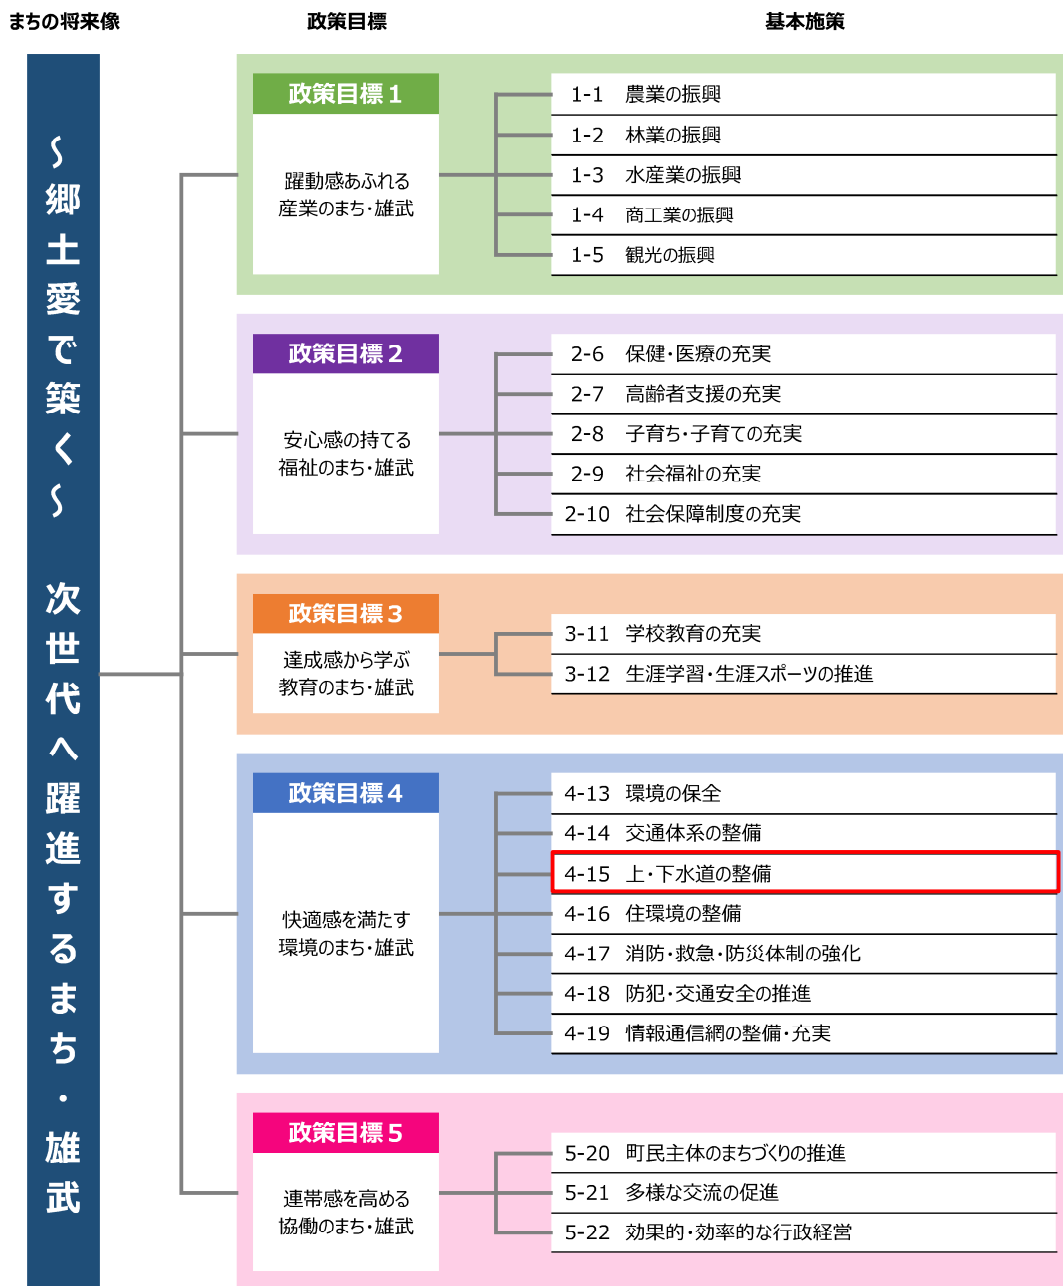 まちの将来像
政策目標
基本施策
～郷土愛で築く～ 次世代へ躍進するまち・雄武
政策目標１
躍動感あふれる
産業のまち・雄武
1-1 農業の振興
1-2 林業の振興
1-3 水産業の振興
1-4 商工業の振興
1-5 観光の振興
政策目標２
安心感の持てる
福祉のまち・雄武
2-6 保健・医療の充実
2-7 高齢者支援の充実
2-8 子育ち・子育ての充実
2-9 社会福祉の充実
2-10 社会保障制度の充実
政策目標３
達成感から学ぶ
教育のまち・雄武
3-11 学校教育の充実
3-12 生涯学習・生涯スポーツの推進
政策目標４
快適感を満たす
環境のまち・雄武
4-13 環境の保全
4-14 交通体系の整備
4-15 上・下水道の整備
4-16 住環境の整備
4-17 消防・救急・防災体制の強化
4-18 防犯・交通安全の推進
4-19 情報通信網の整備・充実
政策目標５
連帯感を高める
協働のまち・雄武
5-20 町民主体のまちづくりの推進
5-21 多様な交流の促進
5-22 効果的・効率的な行政経営